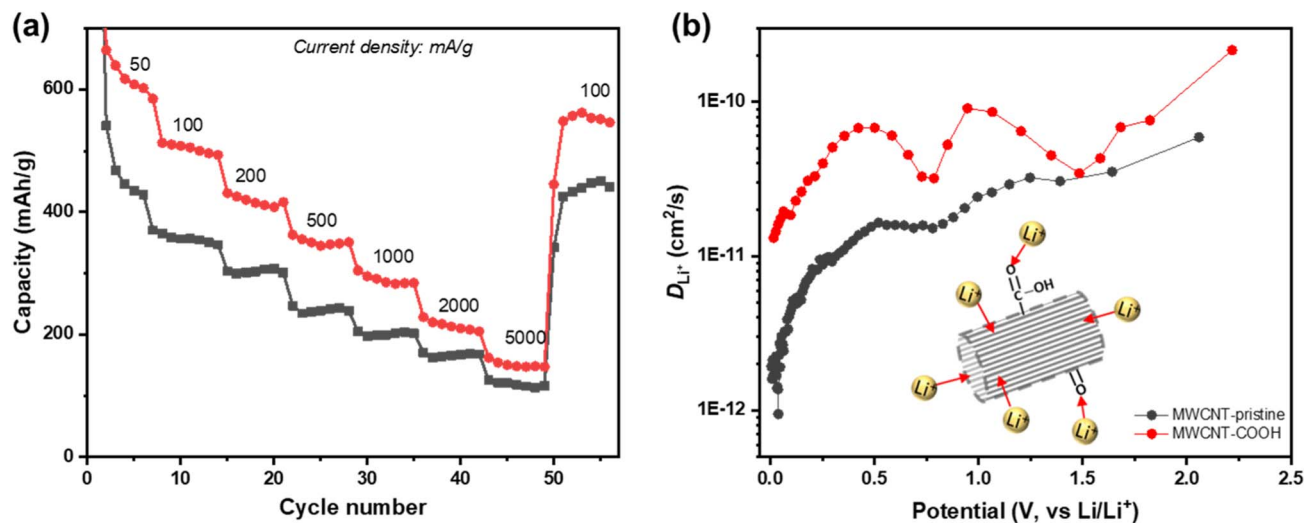 (a)
Current density: mA/g
50
100
200
500
1000
2000
5000
100
Capacity (mAh/g)
600
400
200
0
0
10
20
30
40
50
Cycle number
(b)
D Li⁺ (cm²/s)
1E-10
1E-11
1E-12
Li⁺
O
C
OH
Li⁺
Li⁺
Li⁺
Li⁺
O
Li⁺
MWCNT-pristine
MWCNT-COOH
0.0
0.5
1.0
1.5
2.0
2.5
Potential (V, vs Li/Li⁺)